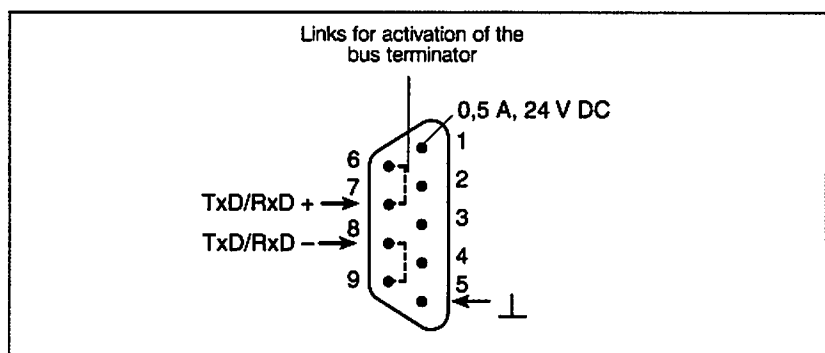 Links for activation of the
bus terminator
0,5 A, 24 V DC
1
6
2
7
TxD/RxD +
3
8
TxD/RxD –
4
9
5